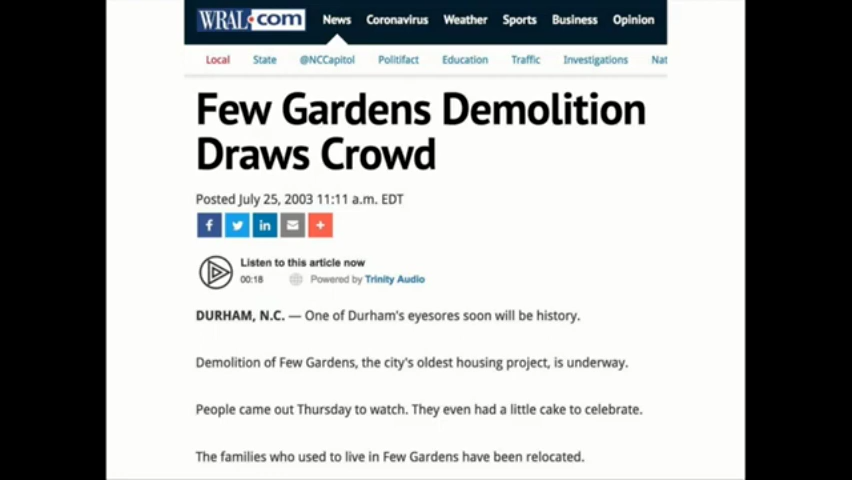 WRAL.com News Coronavirus Weather Sports Business Opinion
Local State @NCCapitol Politifact Education Traffic Investigations Nat
Few Gardens Demolition
Draws Crowd
Posted July 25, 2003 11:11 a.m. EDT
f in +
Listen to this article now
00:18 Powered by Trinity Audio
DURHAM, N.C. — One of Durham's eyesores soon will be history.
Demolition of Few Gardens, the city's oldest housing project, is underway.
People came out Thursday to watch. They even had a little cake to celebrate.
The families who used to live in Few Gardens have been relocated.